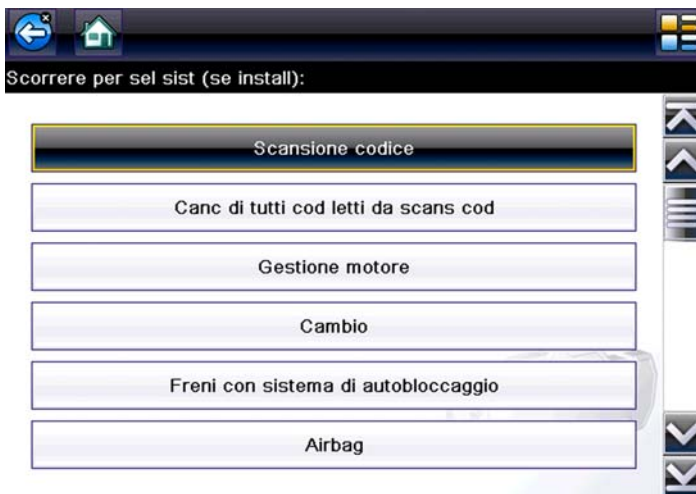 Scorrere per sel sist (se install):
Scansione codice
Canc di tutti cod letti da scans cod
Gestione motore
Cambio
Freni con sistema di autobloccaggio
Airbag